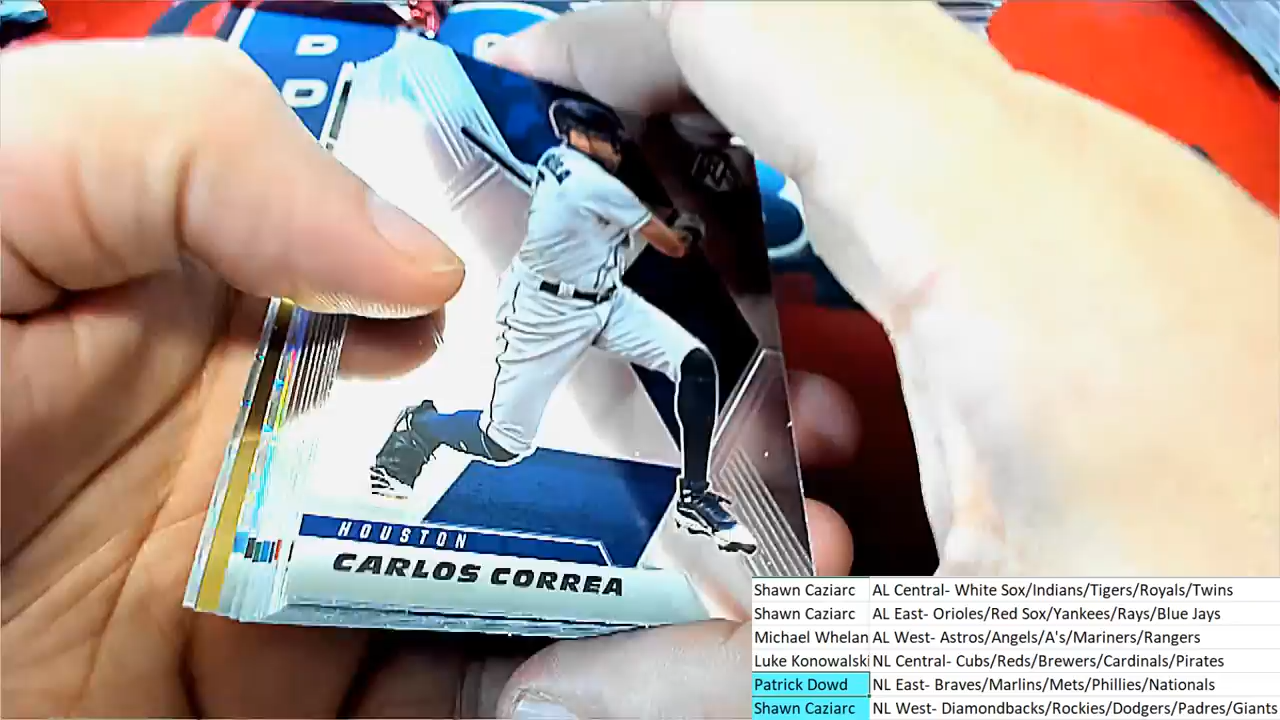 HOUSTON
CARLOS CORREA
Shawn Caziarc AL Central- White Sox/Indians/Tigers/Royals/Twins
Shawn Caziarc AL East- Orioles/Red Sox/Yankees/Rays/Blue Jays
Michael Whelan AL West- Astros/Angels/A's/Mariners/Rangers
Luke Konowalski NL Central- Cubs/Reds/Brewers/Cardinals/Pirates
Patrick Dowd NL East- Braves/Marlins/Mets/Phillies/Nationals
Shawn Caziarc NL West- Diamondbacks/Rockies/Dodgers/Padres/Giants